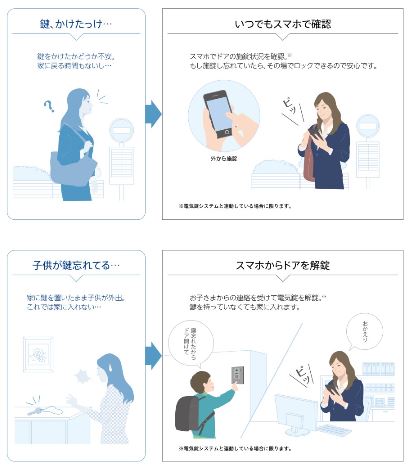 鍵、かけたっけ…
鍵をかけたかどうか不安。
家に戻る時間もないし…
?
いつでもスマホで確認
スマホでドアの施錠状況を確認。※
もし施錠し忘れていたら、その場でロックできるので安心です。
外から施錠
ピッ
※電気錠システムと連動している場合に限ります。
子供が鍵忘れてる…
家に鍵を置いたまま子供が外出。
これでは家に入れない…
スマホからドアを解錠
お子さまからの連絡を受けて電気錠を解錠。※
鍵を持っていなくても家に入れます。
鍵忘れたから
ドア開けて
ピッ
おかえり
※電気錠システムと連動している場合に限ります。